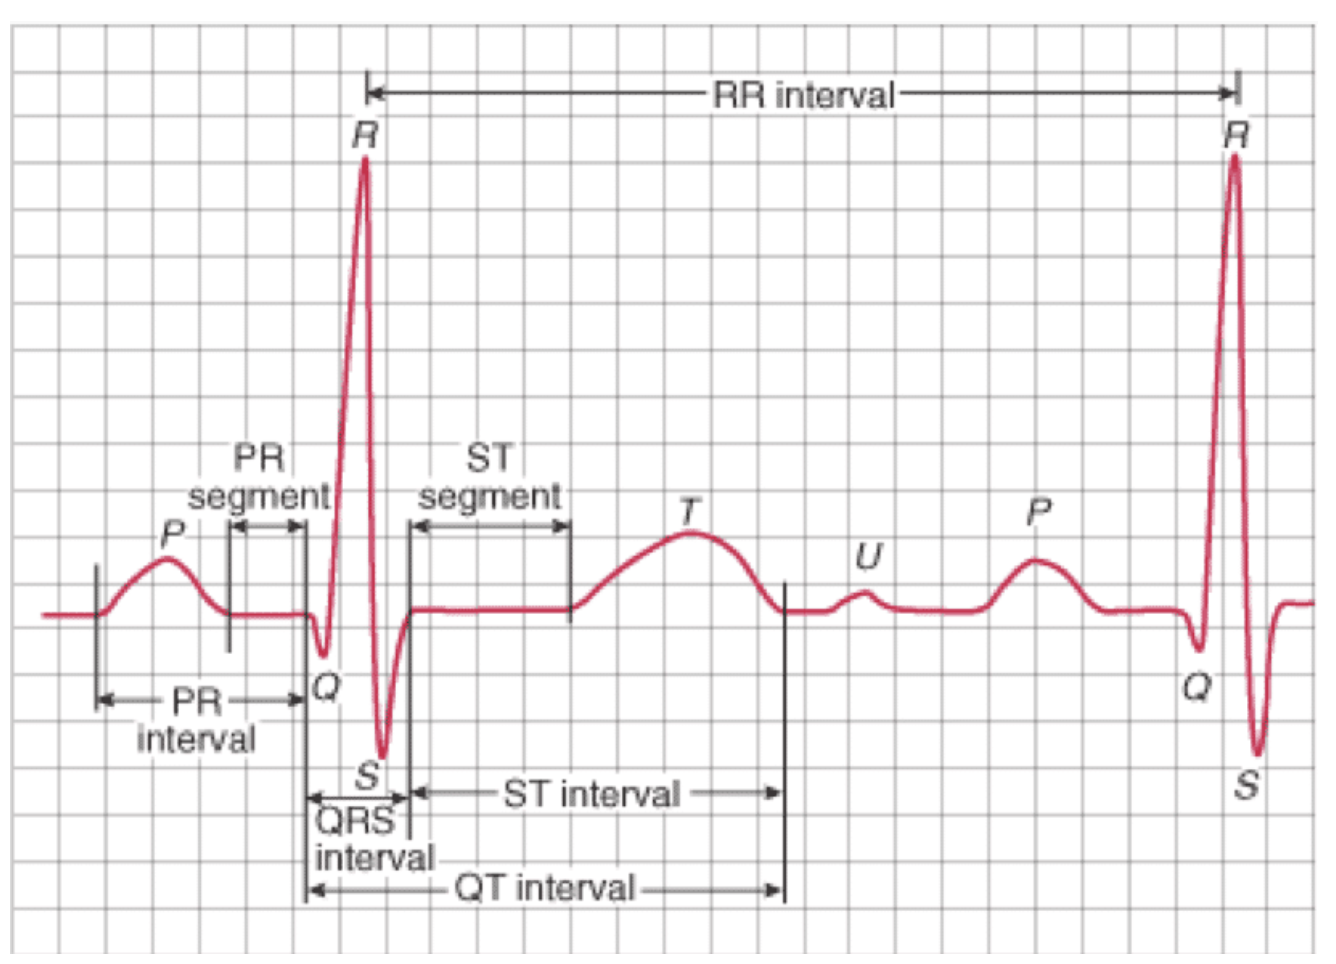 RR interval
R
R
PR
segment
ST
segment
P
T
U
P
Q
Q
PR
interval
S
S
ST interval
QRS
interval
QT interval